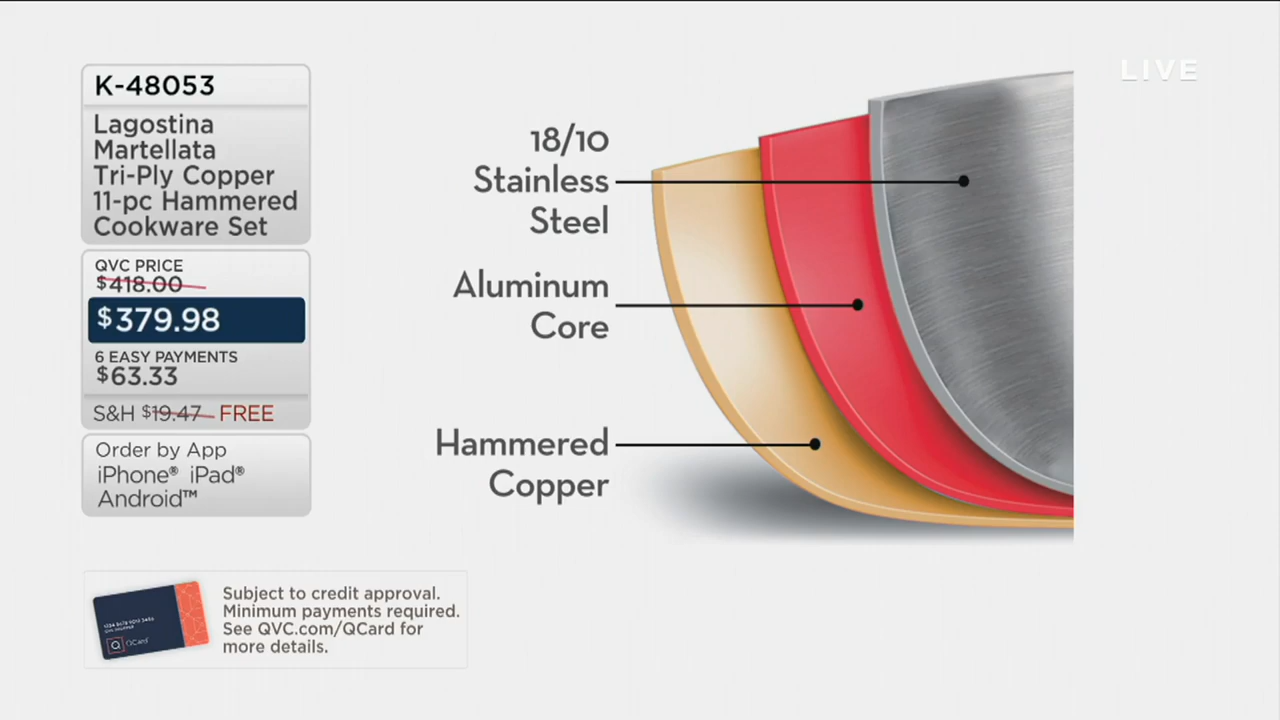 LIVE
K-48053
Lagostina
Martellata
Tri-Ply Copper
11-pc Hammered
Cookware Set
QVC PRICE
$418.00
$379.98
6 EASY PAYMENTS
$63.33
S&H $19.47 FREE
Order by App
iPhone® iPad®
Android™
18/10
Stainless
Steel
Aluminum
Core
Hammered
Copper
Q QCard
Subject to credit approval.
Minimum payments required.
See QVC.com/QCard for
more details.